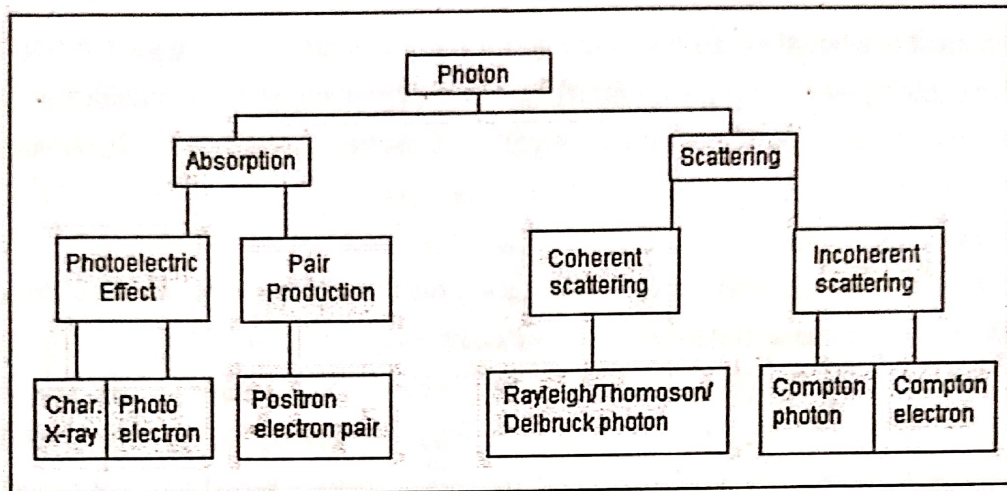 Photon
Absorption
Scattering
Photoelectric
Effect
Pair
Production
Coherent
scattering
Incoherent
scattering
Char.
X-ray
Photo
electron
Positron
electron pair
Rayleigh/Thomoson/
Delbruck photon
Compton
photon
Compton
electron